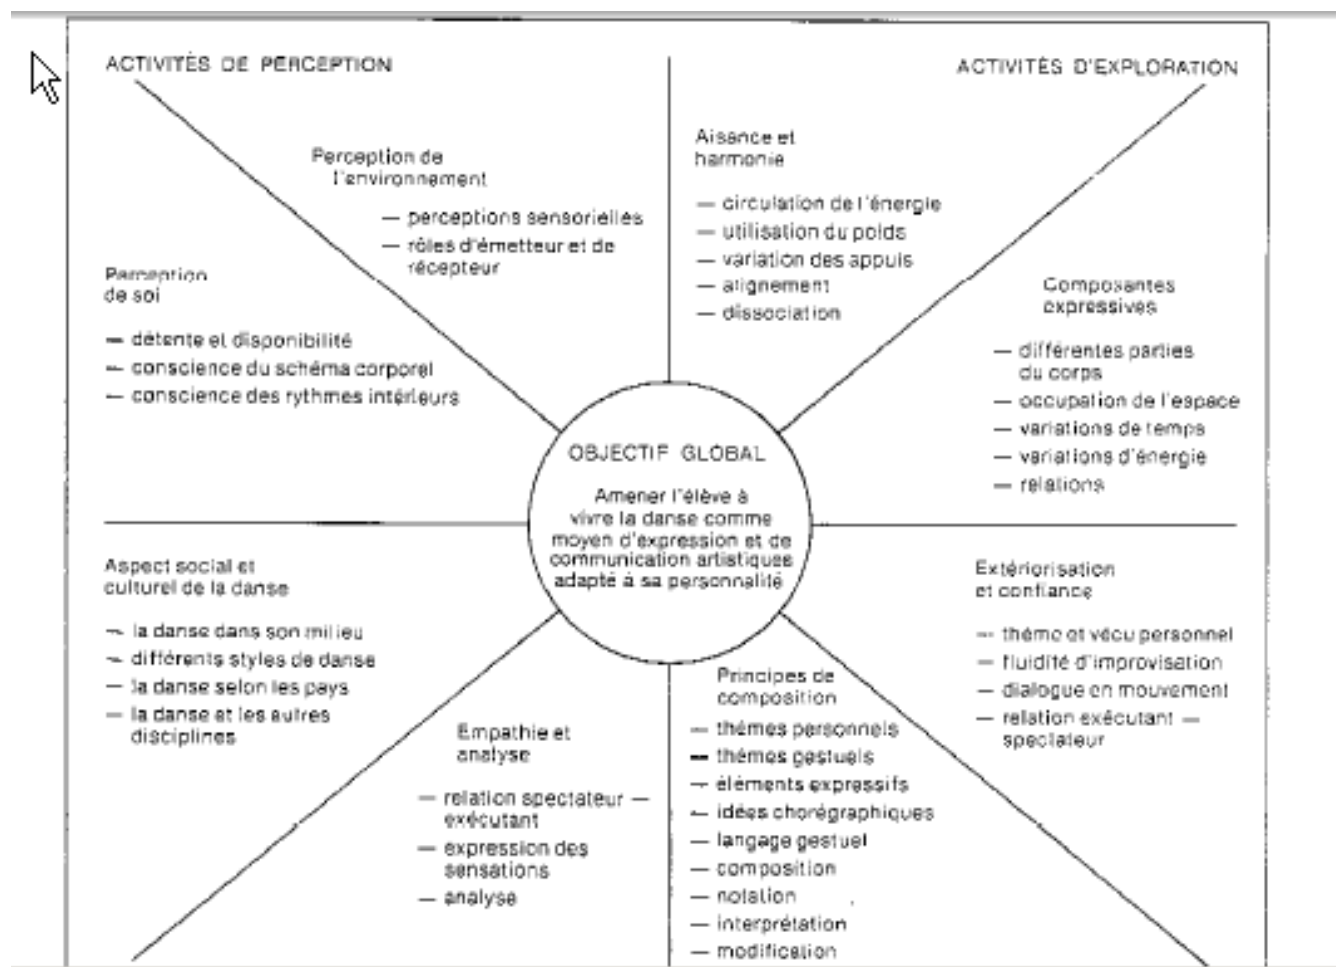 ACTIVITÉS DE PERCEPTION
Perception de
l'environnement
— perceptions sensorielles
— rôles d'émetteur et de
récepteur
Perception
de soi
— détente et disponibilité
— conscience du schéma corporel
— conscience des rythmes intérieurs
ACTIVITÉS D'EXPLORATION
Aisance et
harmonie
— circulation de l'énergie
— utilisation du poids
— variation des appuis
— alignement
— dissociation
Composantes
expressives
— différentes parties
du corps
— occupation de l'espace
— variations de temps
— variations d'énergie
— relations
OBJECTIF GLOBAL
Amener l'élève à
vivre la danse comme
moyen d'expression et de
communication artistiques
adapté à sa personnalité
Aspect social et
culturel de la danse
— la danse dans son milieu
— différents styles de danse
— la danse selon les pays
— la danse et les autres
disciplines
Empathie et
analyse
— relation spectateur —
exécutant
— expression des
sensations
— analyse
Principes de
composition
— thèmes personnels
— thèmes gestuels
— éléments expressifs
— idées chorégraphiques
— langage gestuel
— composition
— notation
— interprétation
— modification
Extériorisation
et confiance
— thème et vécu personnel
— fluidité d'improvisation
— dialogue en mouvement
— relation exécutant —
spectateur